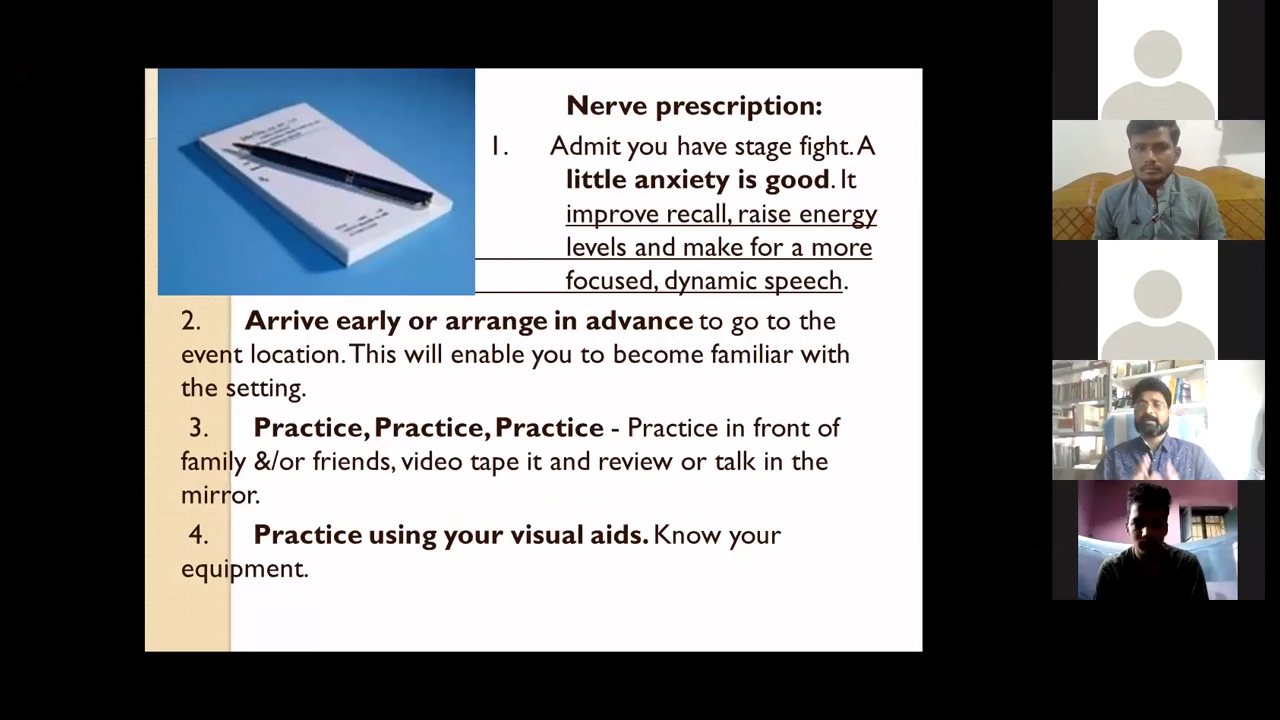 Nerve prescription:
1. Admit you have stage fight. A
little anxiety is good. It
improve recall, raise energy
levels and make for a more
focused, dynamic speech.
2. Arrive early or arrange in advance to go to the
event location. This will enable you to become familiar with
the setting.
3. Practice, Practice, Practice - Practice in front of
family &/or friends, video tape it and review or talk in the
mirror.
4. Practice using your visual aids. Know your
equipment.